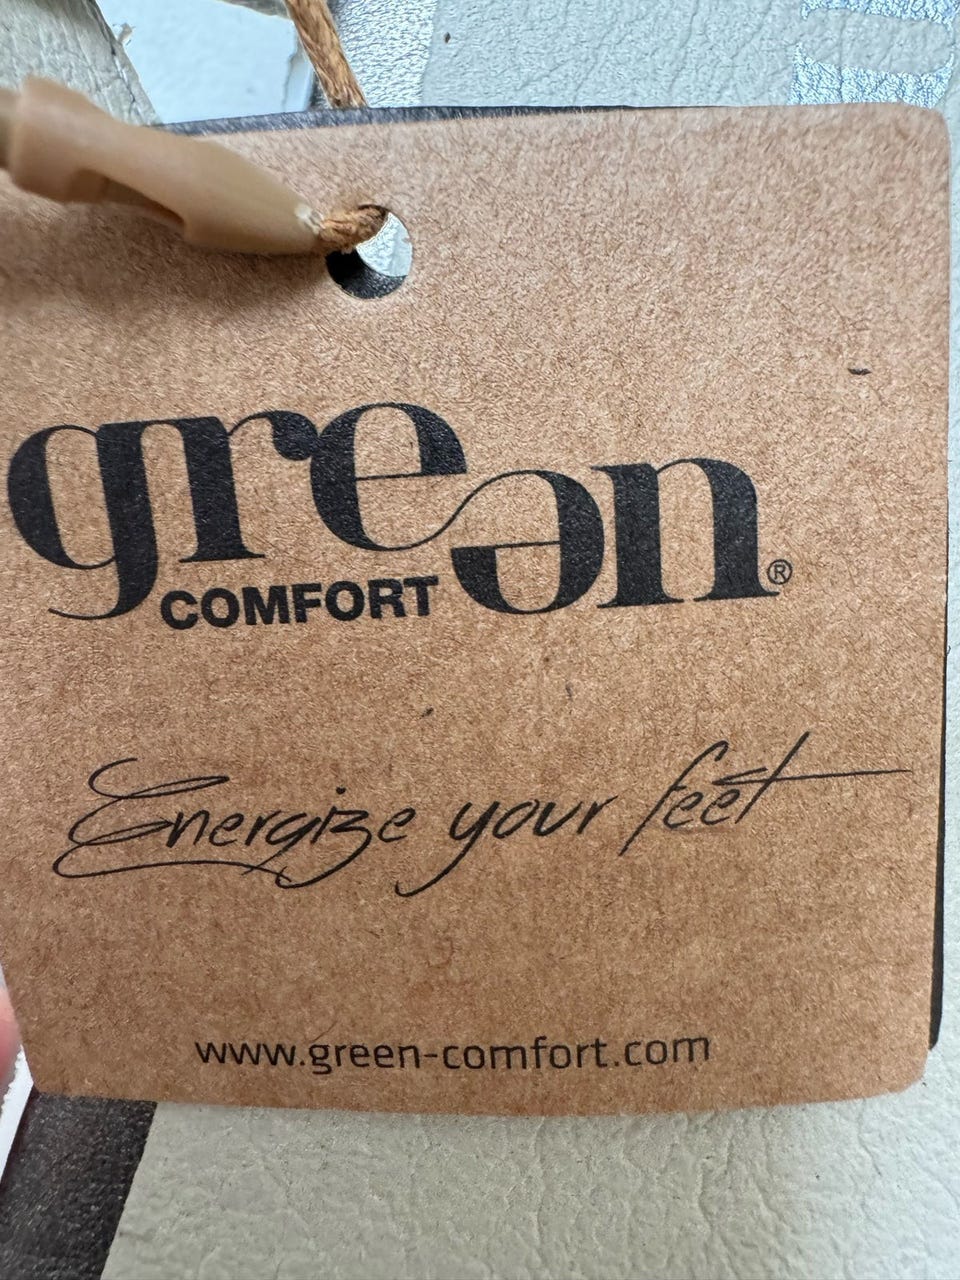 green®
COMFORT
Energize your feet
www.green-comfort.com